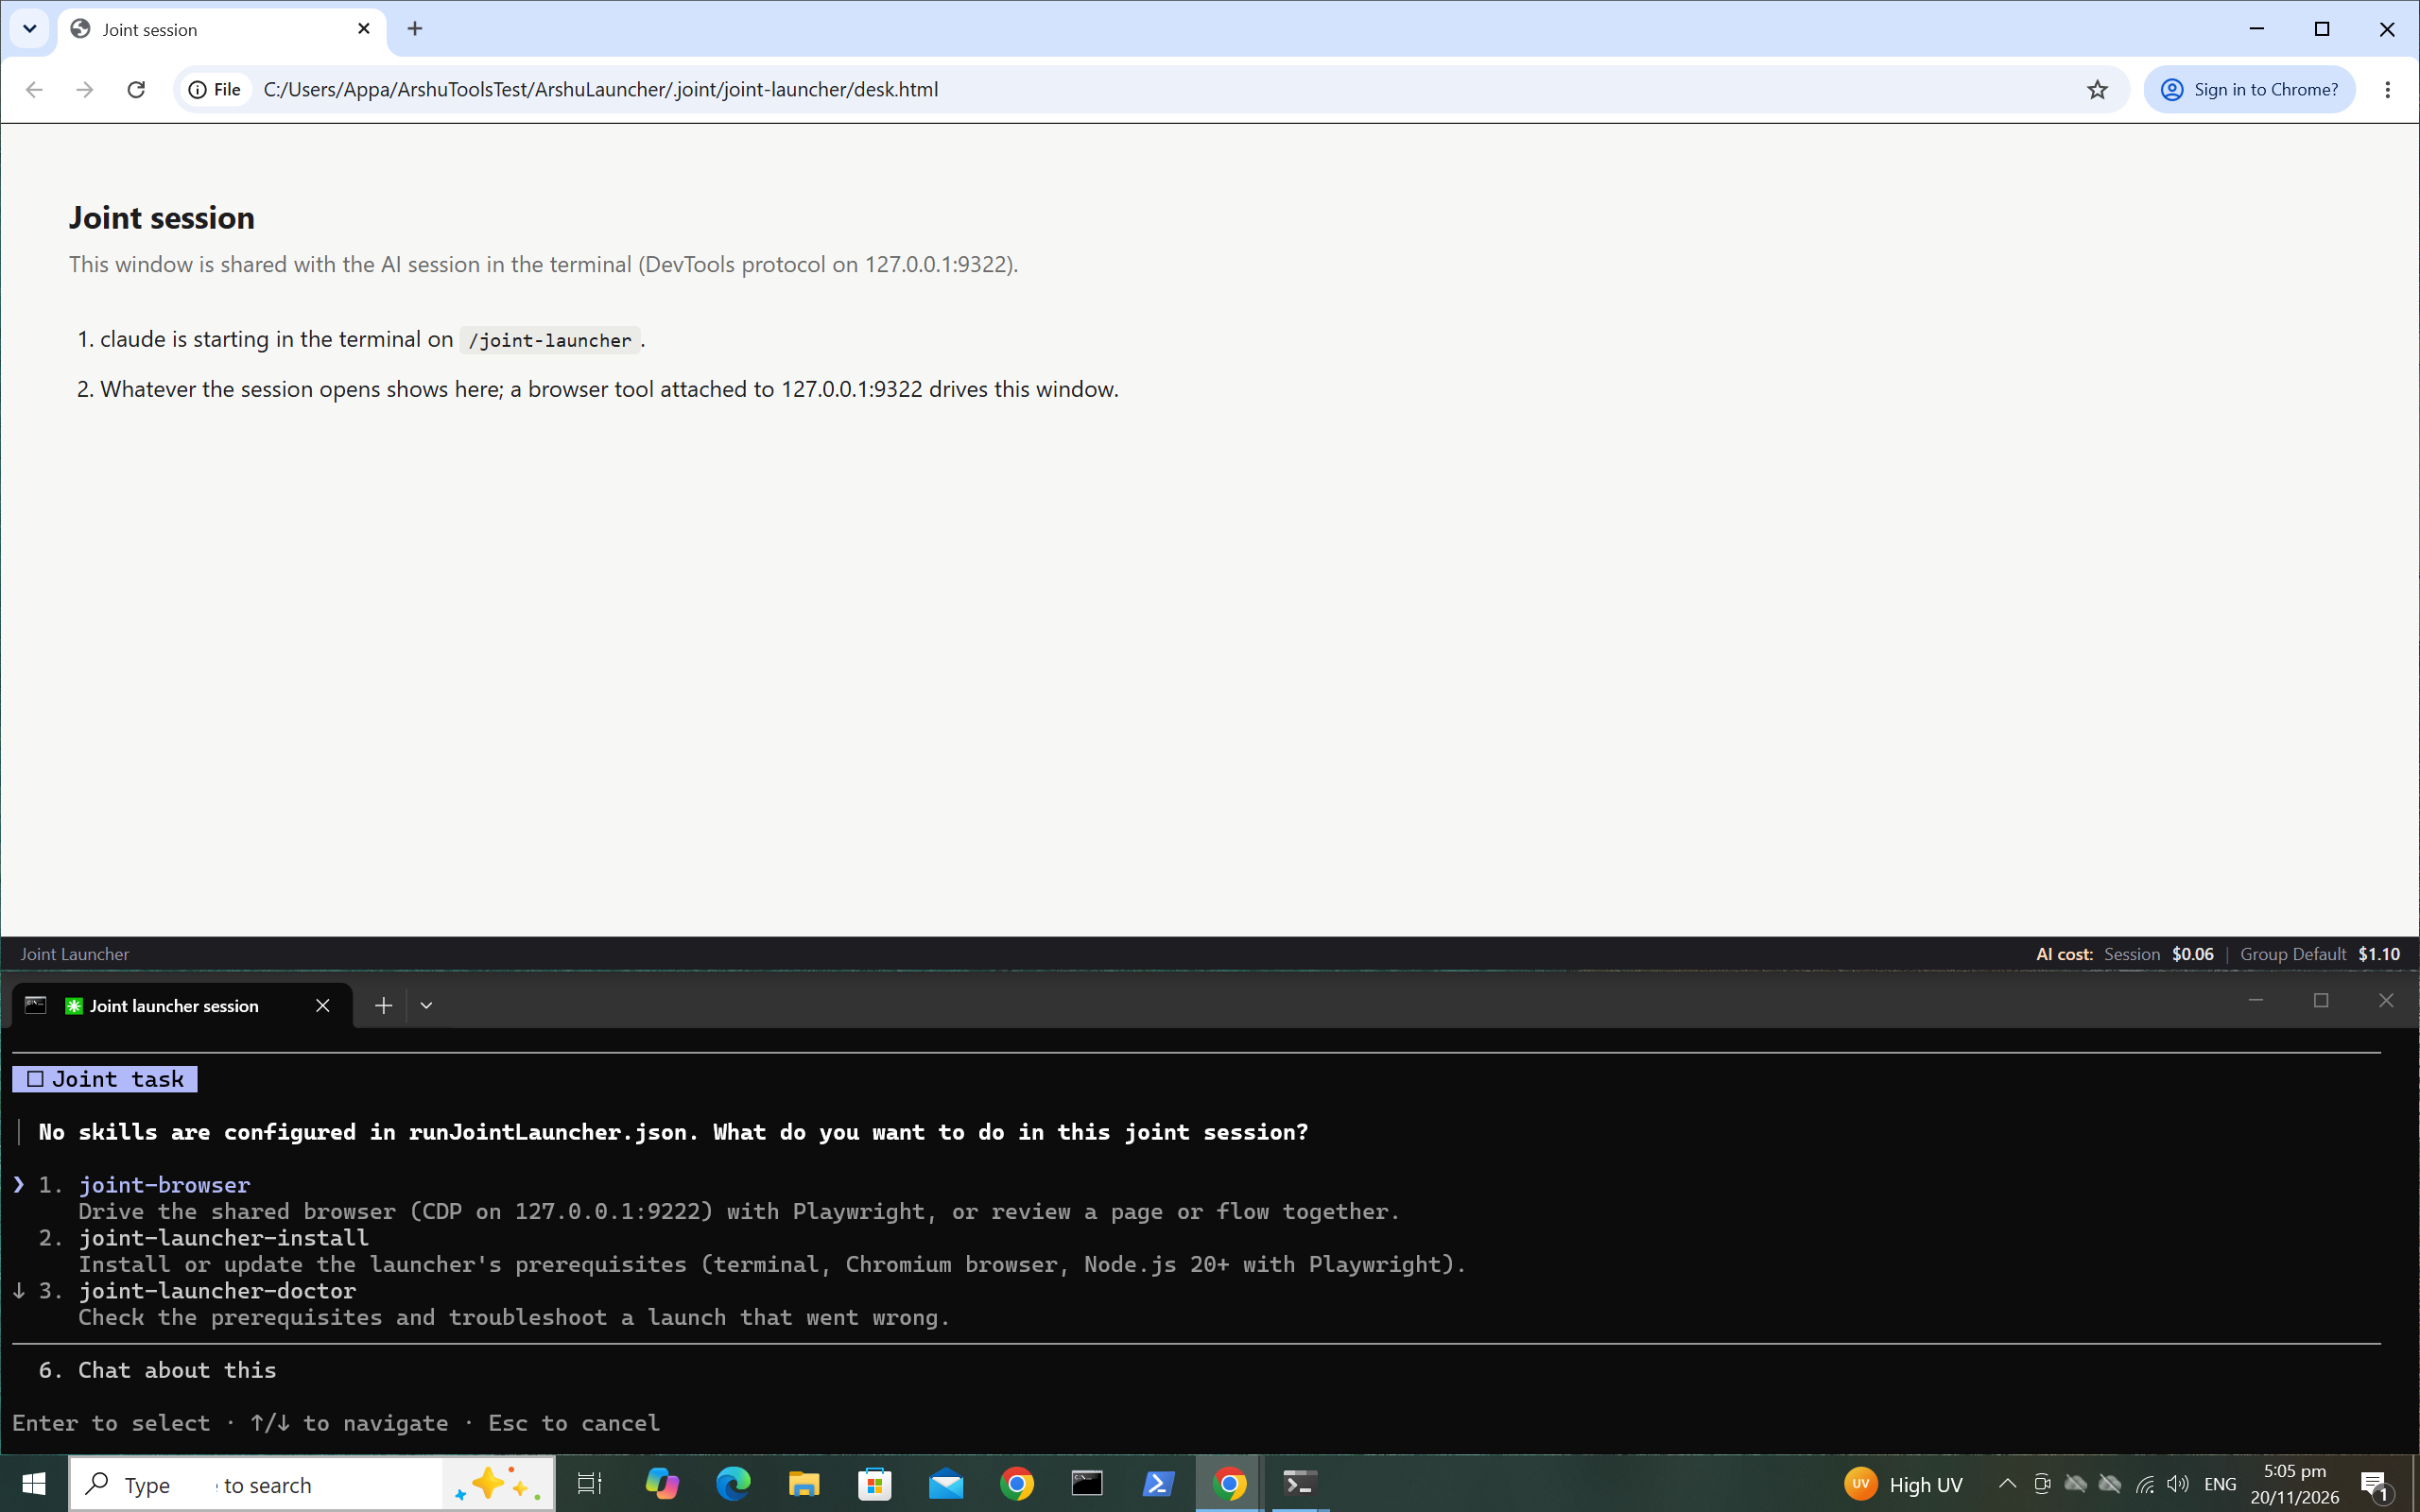 Joint session
File C:/Users/Appa/ArshuToolsTest/ArshuLauncher/.joint/joint-launcher/desk.html Sign in to Chrome?
Joint session
This window is shared with the AI session in the terminal (DevTools protocol on 127.0.0.1:9322).
1. claude is starting in the terminal on /joint-launcher.
2. Whatever the session opens shows here; a browser tool attached to 127.0.0.1:9322 drives this window.
Joint Launcher AI cost: Session $0.06 | Group Default $1.10
Joint launcher session
Joint task
No skills are configured in runJointLauncher.json. What do you want to do in this joint session?
❯ 1. joint-browser
Drive the shared browser (CDP on 127.0.0.1:9222) with Playwright, or review a page or flow together.
2. joint-launcher-install
Install or update the launcher's prerequisites (terminal, Chromium browser, Node.js 20+ with Playwright).
↓ 3. joint-launcher-doctor
Check the prerequisites and troubleshoot a launch that went wrong.
6. Chat about this
Enter to select · ↑/↓ to navigate · Esc to cancel
Type to search UV High UV ENG 5:05 pm
20/11/2026 1